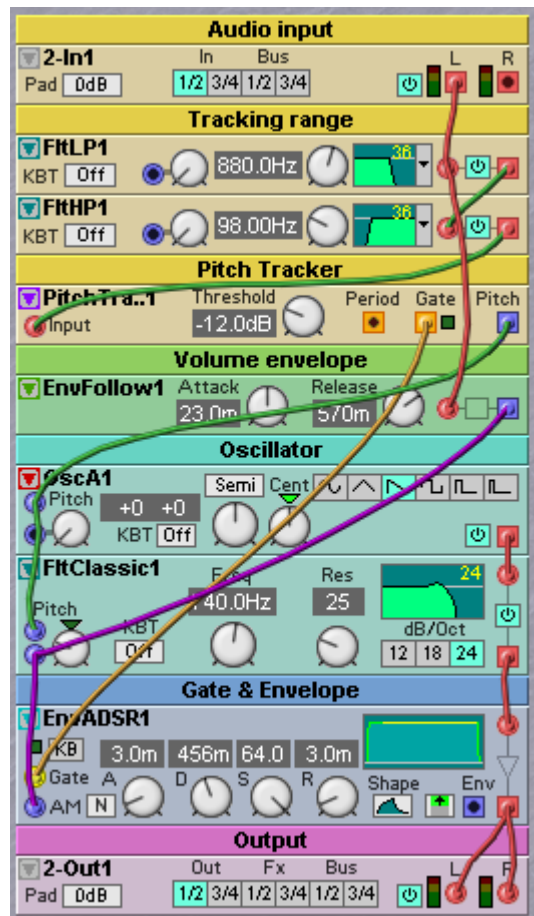 Audio input
2-In1 In Bus L R
Pad 0dB 1/2 3/4 1/2 3/4
Tracking range
FltLP1 36
KBT Off 880.0Hz
FltHP1 36
KBT Off 98.00Hz
Pitch Tracker
PitchTra..1 Threshold Period Gate Pitch
Input -12.0dB
Volume envelope
EnvFollow1 Attack Release
23.0m 570m
Oscillator
OscA1 Semi Cent
Pitch +0 +0
KBT Off
FltClassic1 Freq Res 24
40.0Hz 25
Pitch dB/Oct
KBT Off 12 18 24
Gate & Envelope
EnvADSR1
KB 3.0m 456m 64.0 3.0m
Gate A D S R Shape Env
AM N
Output
2-Out1 Out Fx Bus L R
Pad 0dB 1/2 3/4 1/2 3/4 1/2 3/4